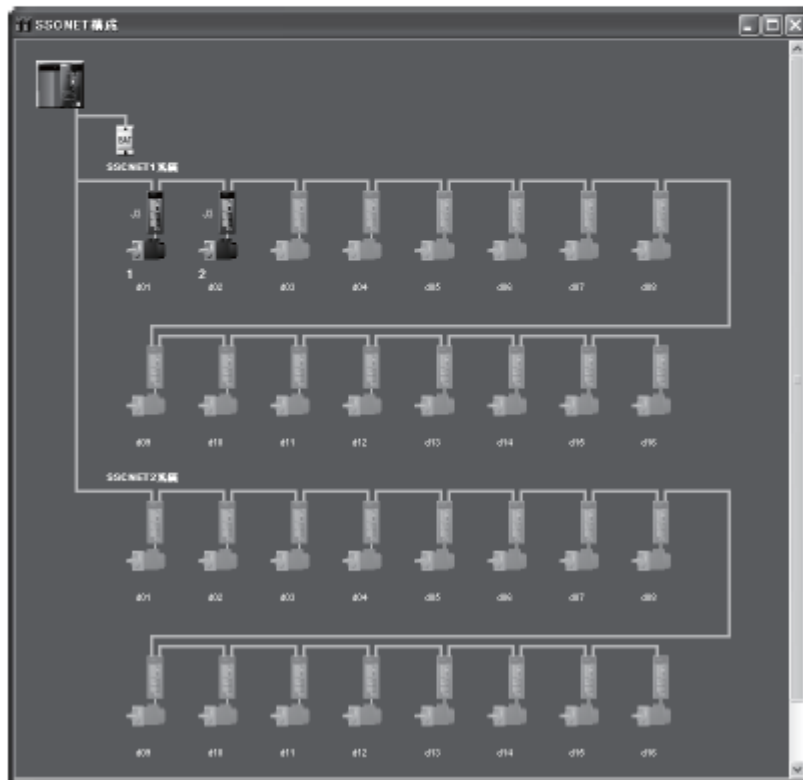 SSCNET構成
BAT
SSCNET1系統
J3 J3
1 2
d01 d02 d03 d04 d05 d06 d07 d08
d09 d10 d11 d12 d13 d14 d15 d16
SSCNET2系統
d01 d02 d03 d04 d05 d06 d07 d08
d09 d10 d11 d12 d13 d14 d15 d16